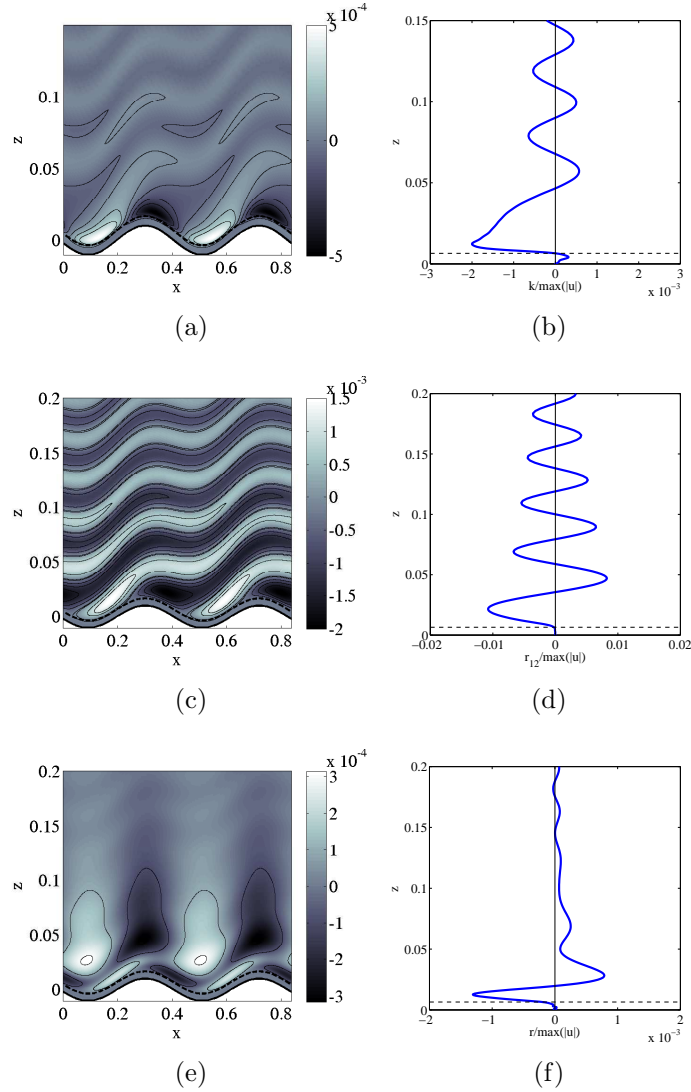 x 10-4
5
0
-5
z
0.1
0.05
0
0 0.2 0.4 0.6 0.8
x
(a)
0.15
0.1
0.05
0
z
−3 −2 −1 0 1 2 3
k/max(|u|)
x 10−3
(b)
x 10-3
1.5
1
0.5
0
-0.5
-1
-1.5
-2
z
0.2
0.15
0.1
0.05
0
0 0.2 0.4 0.6 0.8
x
(c)
0.2
0.15
0.1
0.05
0
z
−0.02 −0.01 0 0.01 0.02
r12/max(|u|)
(d)
x 10-4
3
2
1
0
-1
-2
-3
z
0.2
0.15
0.1
0.05
0
0 0.2 0.4 0.6 0.8
x
(e)
0.2
0.15
0.1
0.05
0
z
−2 −1 0 1 2
r/max(|u|)
x 10−3
(f)